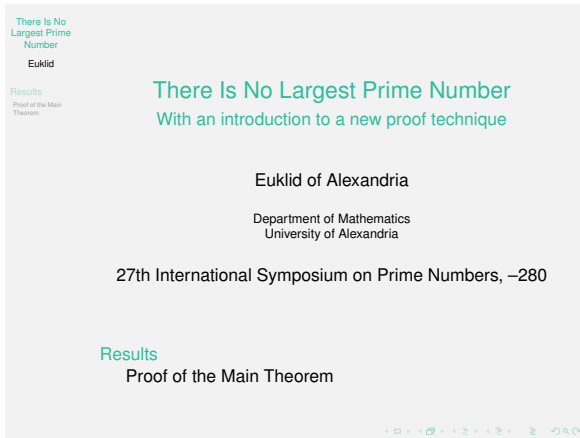 There Is No
Largest Prime
Number
Euklid
Results
Proof of the Main
Theorem
There Is No Largest Prime Number
With an introduction to a new proof technique
Euklid of Alexandria
Department of Mathematics
University of Alexandria
27th International Symposium on Prime Numbers, –280
Results
Proof of the Main Theorem